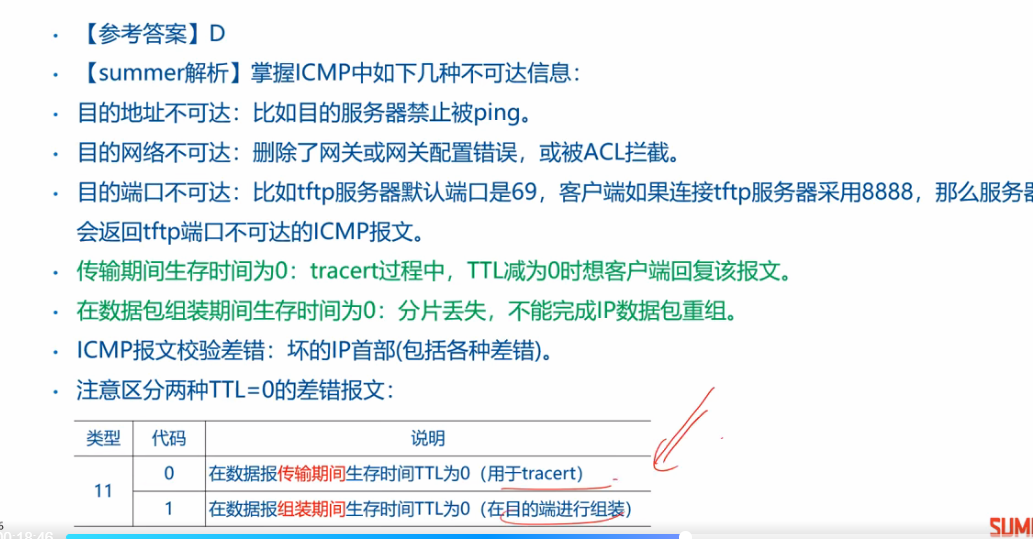 · 【参考答案】D
· 【summer解析】掌握ICMP中如下几种不可达信息：
· 目的地址不可达：比如目的服务器禁止被ping。
· 目的网络不可达：删除了网关或网关配置错误，或被ACL拦截。
· 目的端口不可达：比如tftp服务器默认端口是69，客户端如果连接tftp服务器采用8888，那么服务器
会返回tftp端口不可达的ICMP报文。
· 传输期间生存时间为0：tracert过程中，TTL减为0时想客户端回复该报文。
· 在数据包组装期间生存时间为0：分片丢失，不能完成IP数据包重组。
· ICMP报文校验差错：坏的IP首部(包括各种差错)。
· 注意区分两种TTL=0的差错报文：
类型 代码 说明
11
0 在数据报传输期间生存时间TTL为0（用于tracert）
1 在数据报组装期间生存时间TTL为0（在目的端进行组装）
SUMM